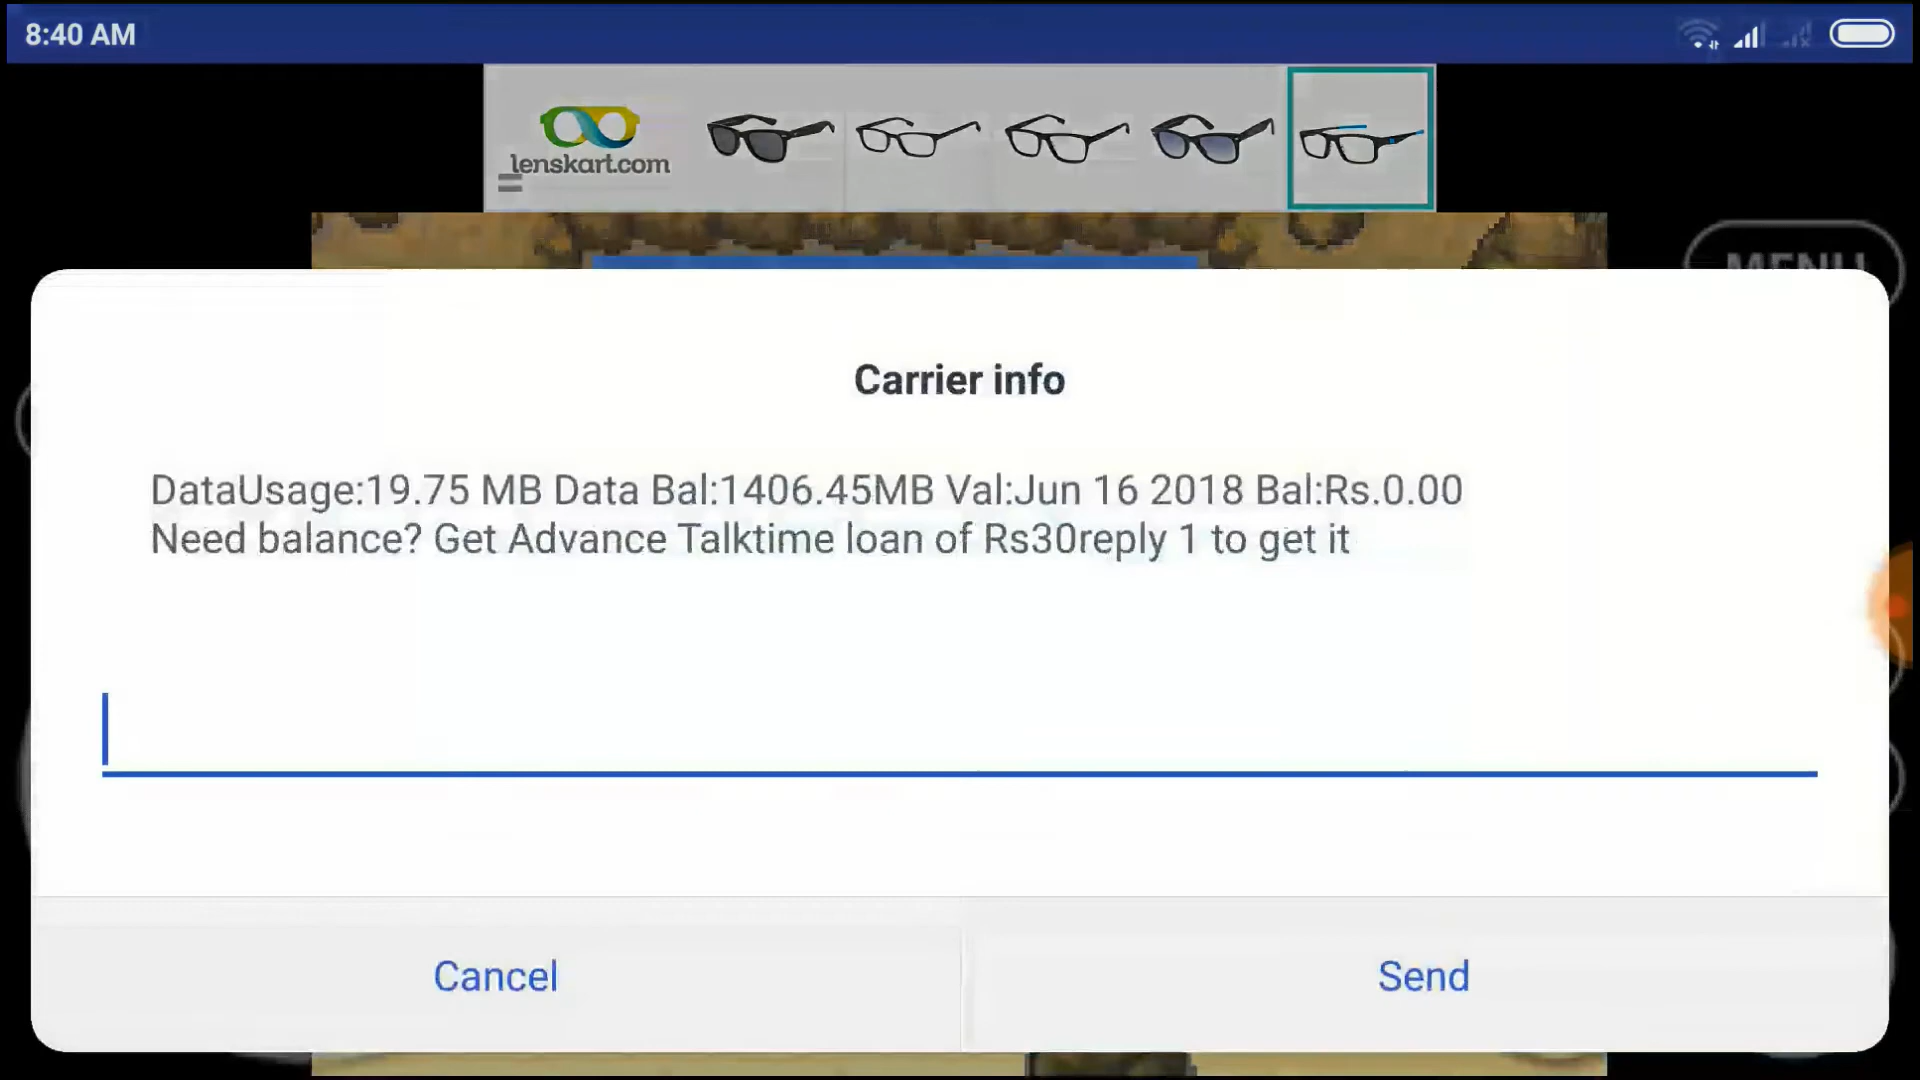 8:40 AM
lenskart.com
MENU
Carrier info
DataUsage:19.75 MB Data Bal:1406.45MB Val:Jun 16 2018 Bal:Rs.0.00
Need balance? Get Advance Talktime loan of Rs30reply 1 to get it
Cancel
Send